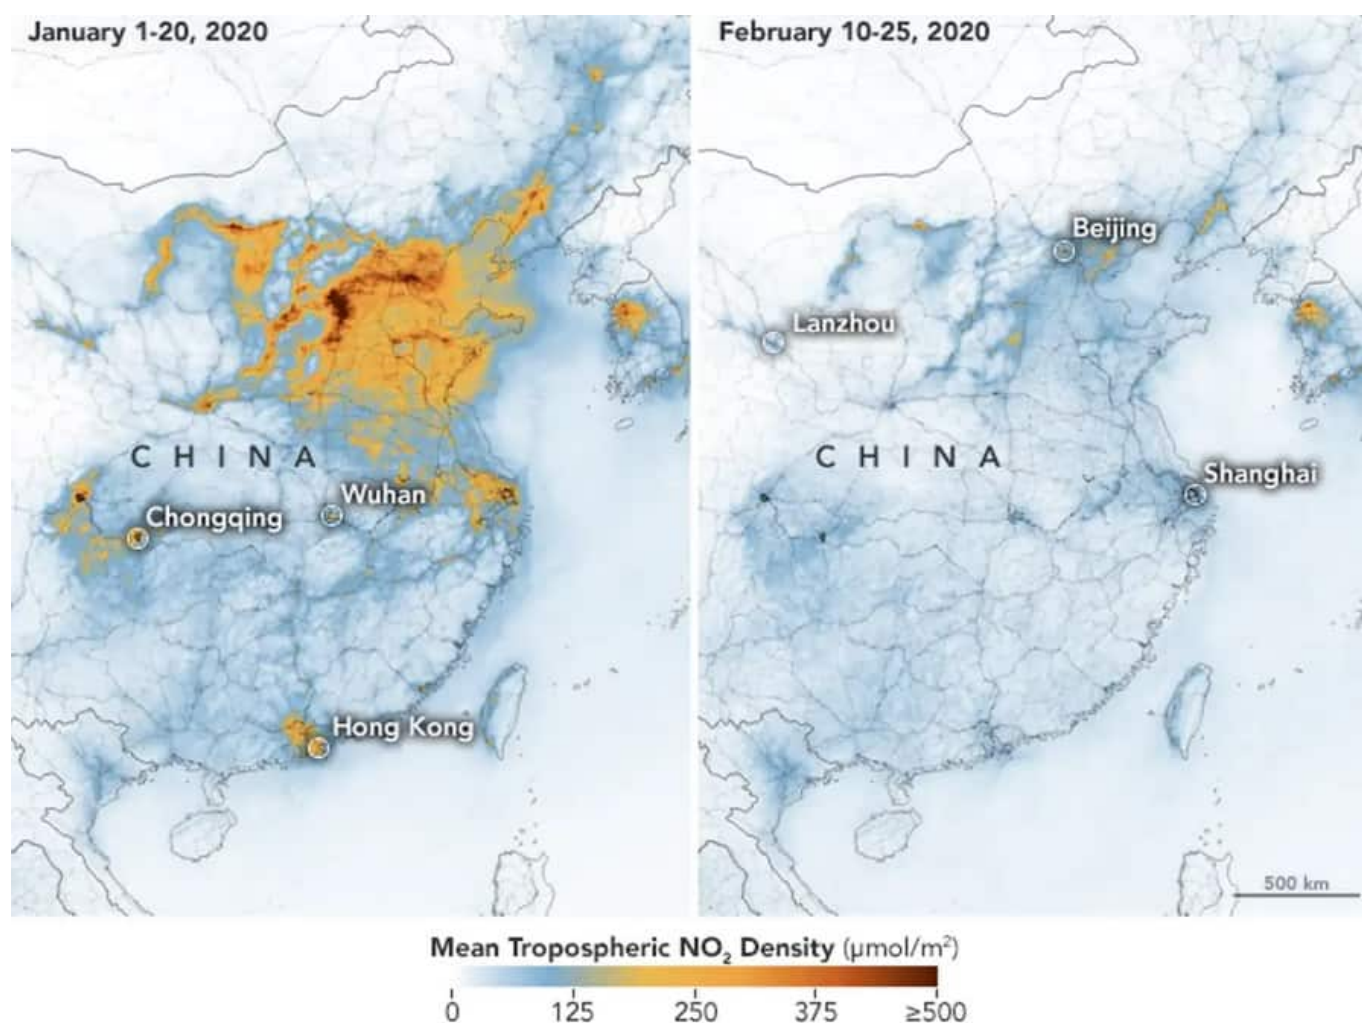 January 1-20, 2020
CHINA
Wuhan
Chongqing
Hong Kong
February 10-25, 2020
Beijing
Lanzhou
CHINA
Shanghai
500 km
Mean Tropospheric NO₂ Density (µmol/m²)
0 125 250 375 ≥500